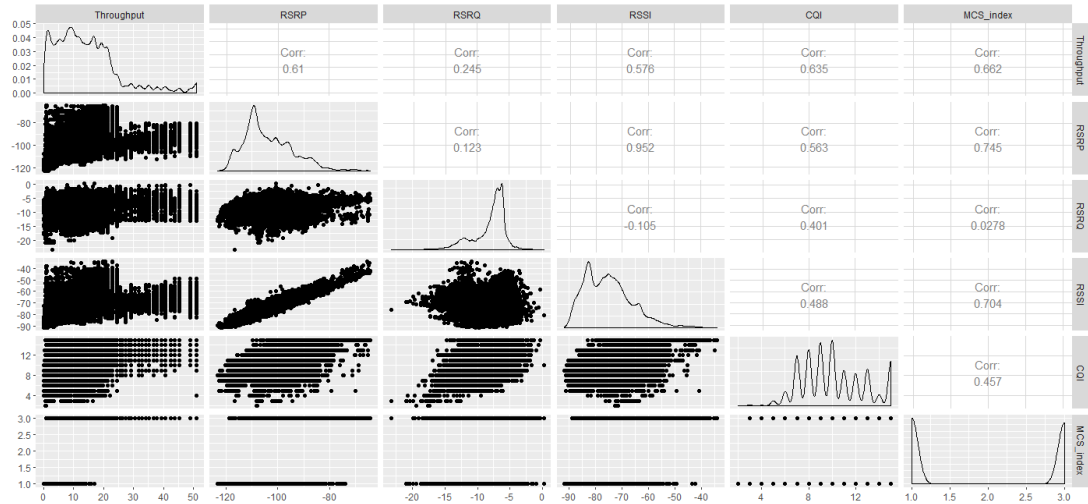 Throughput RSRP RSRQ RSSI CQI MCS_index
0.05
0.04
0.03
0.02
0.01
0.00
Corr:
0.61
Corr:
0.245
Corr:
0.576
Corr:
0.635
Corr:
0.662
Throughput
-80
-100
-120
Corr:
0.123
Corr:
0.952
Corr:
0.563
Corr:
0.745
RSRP
0
-5
-10
-15
-20
Corr:
-0.105
Corr:
0.401
Corr:
0.0278
RSRQ
-40
-50
-60
-70
-80
-90
Corr:
0.488
Corr:
0.704
RSSI
12
8
4
Corr:
0.457
CQI
3.0
2.5
2.0
1.5
1.0
MCS_index
0 10 20 30 40 50
-120 -100 -80
-20 -15 -10 -5 0
-90 -80 -70 -60 -50 -40
4 8 12
1.0 1.5 2.0 2.5 3.0